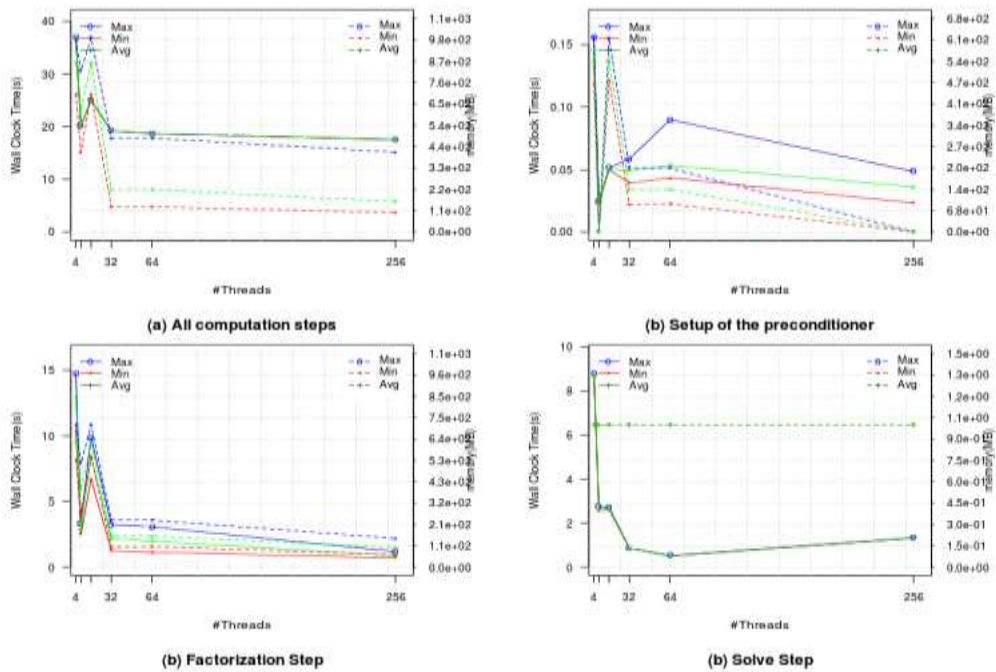 40
30
20
10
0
Wall Clock Time(s)
Max
Min
Avg
Max
Min
Avg
1.1e+03
9.8e+02
8.7e+02
7.6e+02
6.5e+02
5.4e+02
4.4e+02
3.3e+02
2.2e+02
1.1e+02
0.0e+00
memory(MB)
4
32
64
256
#Threads
(a) All computation steps
0.15
0.10
0.05
0.00
Wall Clock Time(s)
Max
Min
Avg
Max
Min
Avg
6.8e+02
6.1e+02
5.4e+02
4.7e+02
4.1e+02
3.4e+02
2.7e+02
2.0e+02
1.4e+02
6.8e+01
0.0e+00
memory(MB)
4
32
64
256
#Threads
(b) Setup of the preconditioner
15
10
5
0
Wall Clock Time(s)
Max
Min
Avg
Max
Min
Avg
1.1e+03
9.6e+02
8.5e+02
7.5e+02
6.4e+02
5.3e+02
4.3e+02
3.2e+02
2.1e+02
1.1e+02
0.0e+00
memory(MB)
4
32
64
256
#Threads
(b) Factorization Step
10
8
6
4
2
0
Wall Clock Time(s)
Max
Min
Avg
Max
Min
Avg
1.5e+00
1.3e+00
1.2e+00
1.0e+00
9.0e-01
7.5e-01
6.0e-01
4.5e-01
3.0e-01
1.5e-01
0.0e+00
memory(MB)
4
32
64
256
#Threads
(b) Solve Step